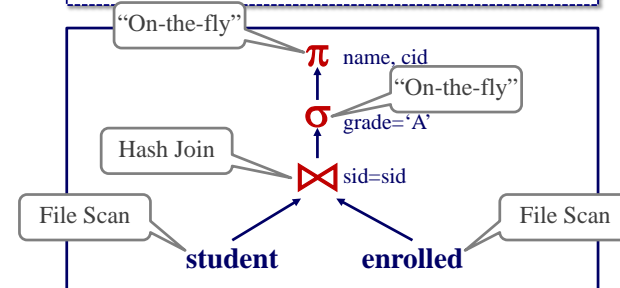 “On-the-fly”
π name, cid
“On-the-fly”
σ grade=‘A’
Hash Join
⋈ sid=sid
File Scan
File Scan
student
enrolled